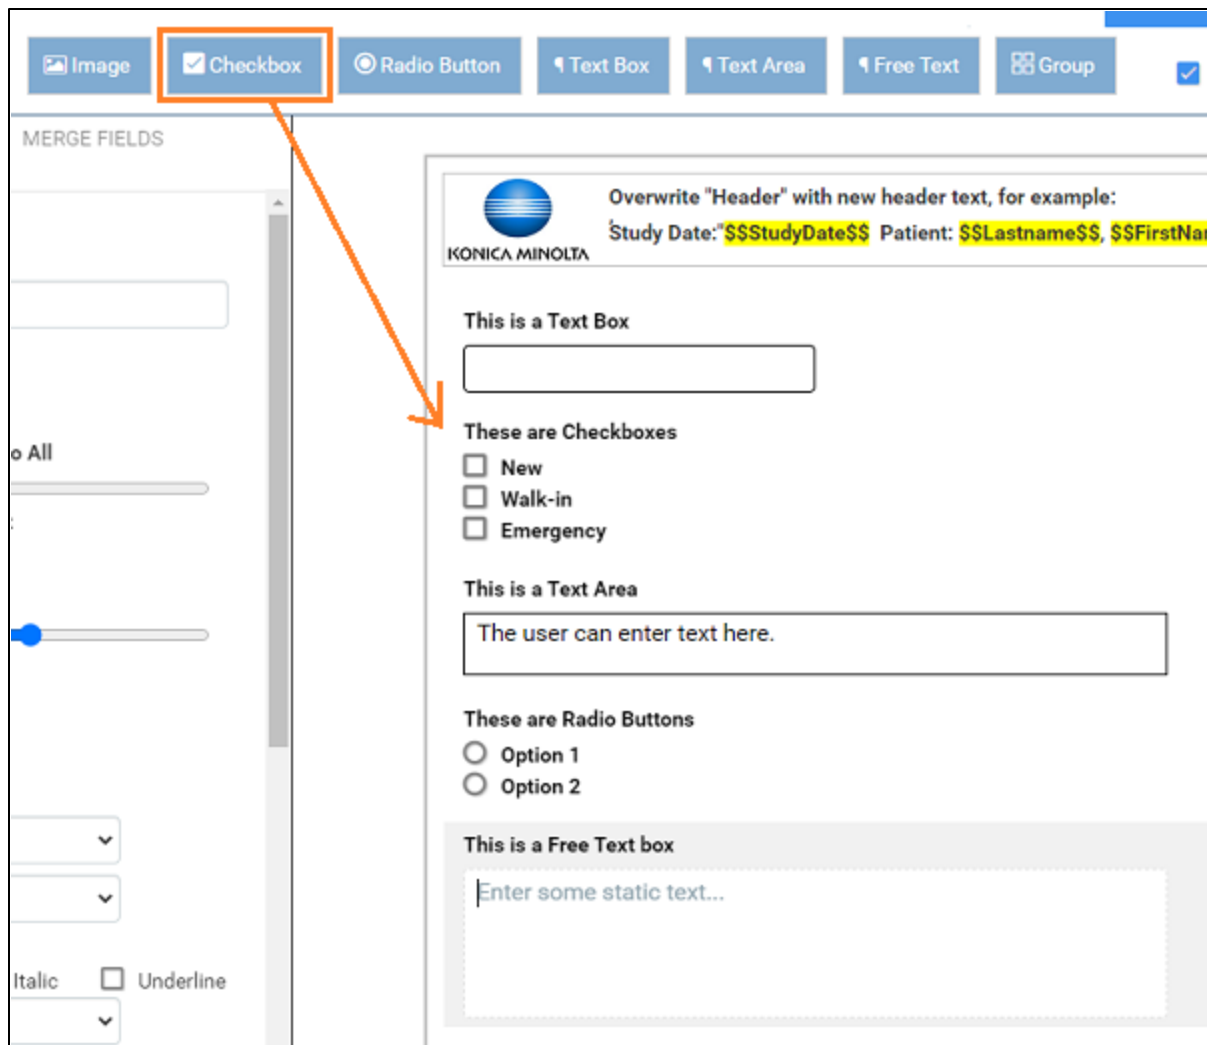 Image
Checkbox
Radio Button
¶ Text Box
¶ Text Area
¶ Free Text
Group
MERGE FIELDS
o All
Italic
Underline
KONICA MINOLTA
Overwrite "Header" with new header text, for example:
'Study Date:"$$StudyDate$$ Patient: $$Lastname$$, $$FirstNar
This is a Text Box
These are Checkboxes
New
Walk-in
Emergency
This is a Text Area
The user can enter text here.
These are Radio Buttons
Option 1
Option 2
This is a Free Text box
Enter some static text...